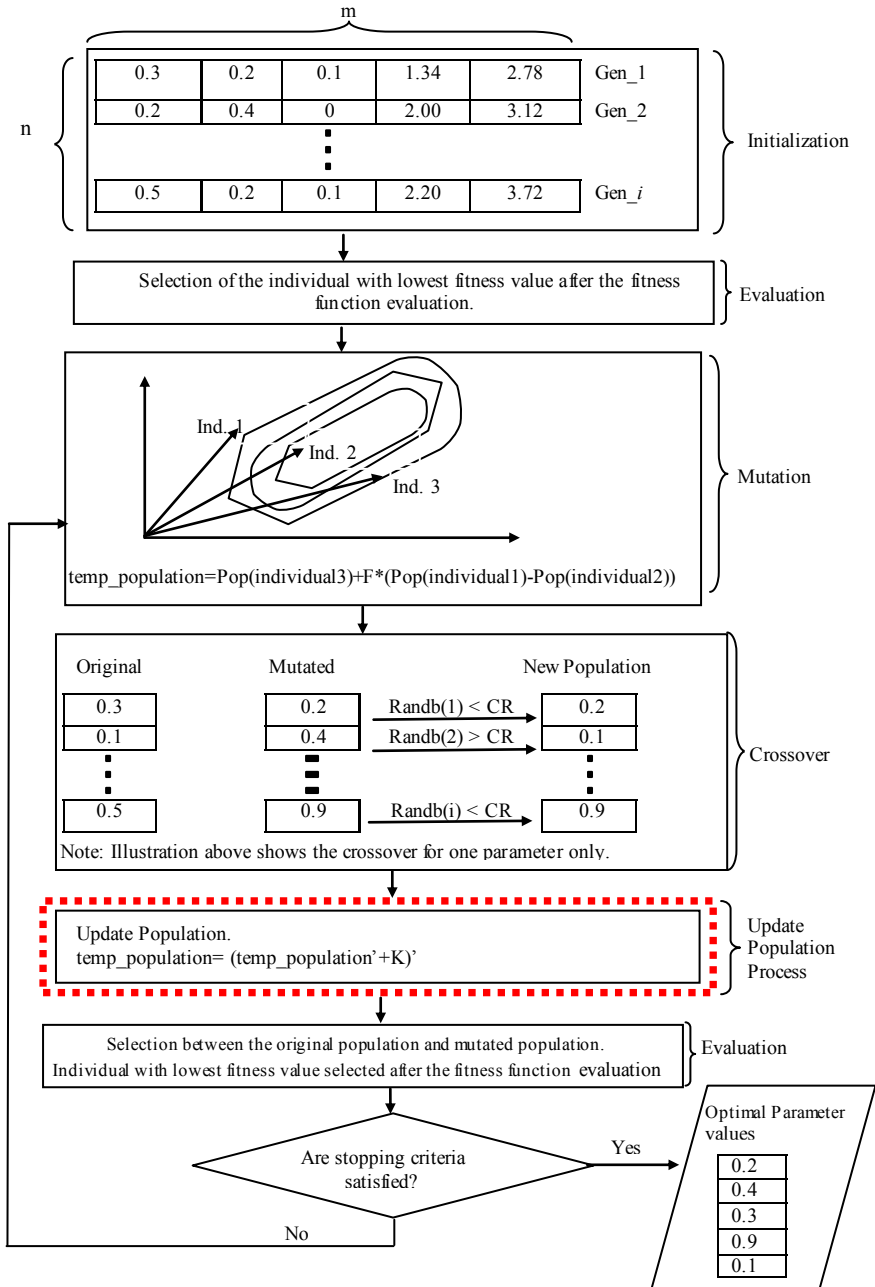 m
n
0.3 0.2 0.1 1.34 2.78 Gen_1
0.2 0.4 0 2.00 3.12 Gen_2
0.5 0.2 0.1 2.20 3.72 Gen_i
Initialization
Selection of the individual with lowest fitness value after the fitness
function evaluation.
Evaluation
Ind. 1
Ind. 2
Ind. 3
temp_population=Pop(individual3)+F*(Pop(individual1)-Pop(individual2))
Mutation
Original Mutated New Population
0.3 0.2 Randb(1) < CR 0.2
0.1 0.4 Randb(2) > CR 0.1
0.5 0.9 Randb(i) < CR 0.9
Note: Illustration above shows the crossover for one parameter only.
Crossover
Update Population.
temp_population= (temp_population’+K)’
Update
Population
Process
Selection between the original population and mutated population.
Individual with lowest fitness value selected after the fitness function evaluation
Evaluation
Are stopping criteria
satisfied?
Yes
No
Optimal Parameter
values
0.2
0.4
0.3
0.9
0.1